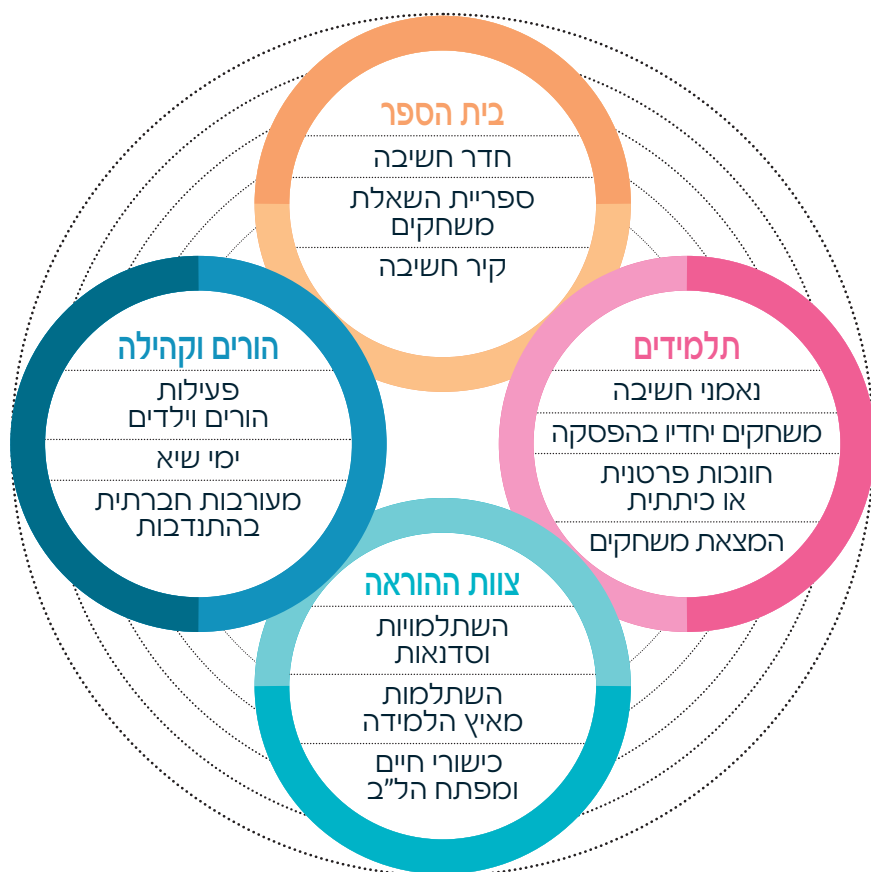 בית הספר
חדר חשיבה
ספריית השאלת
משחקים
קיר חשיבה
תלמידים
נאמני חשיבה
משחקים יחדיו בהפסקה
חונכות פרטנית
או כיתתית
המצאת משחקים
הורים וקהילה
פעילות
הורים וילדים
ימי שיא
מעורבות חברתית
בהתנדבות
צוות ההוראה
השתלמויות
וסדנאות
השתלמות
מאיץ הלמידה
כישורי חיים
ומפתח הל"ב